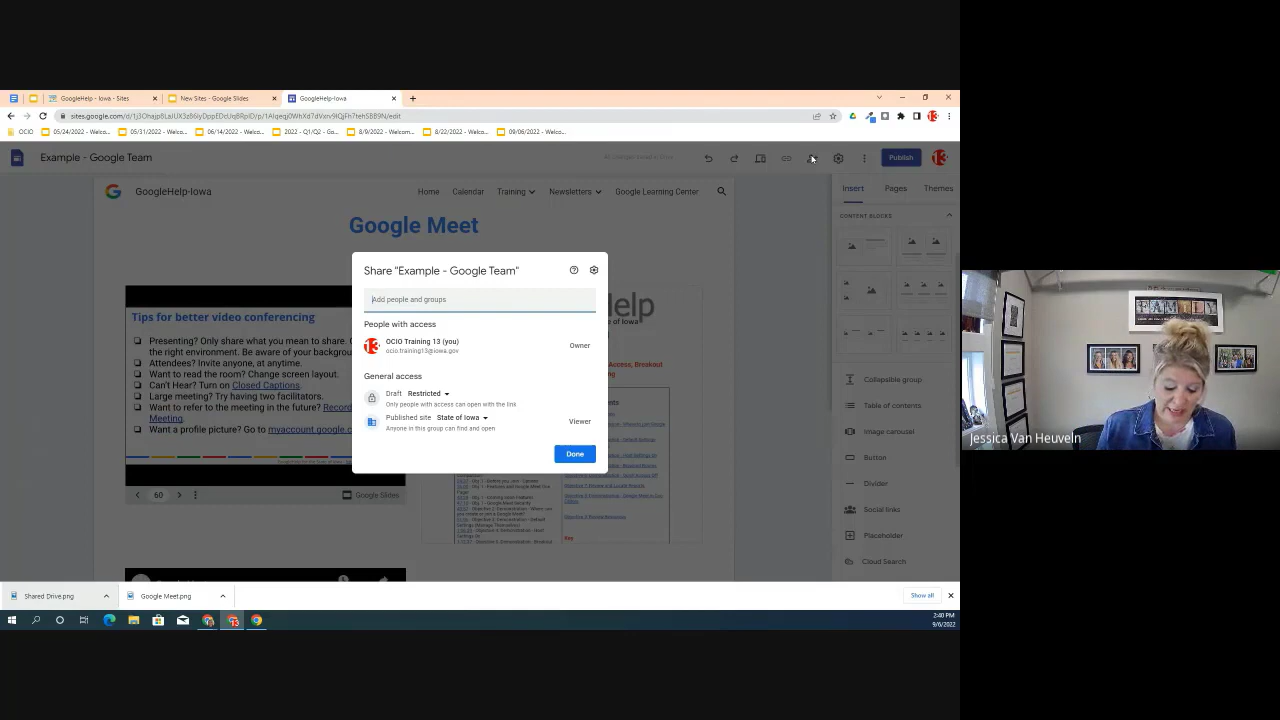 GoogleHelp - Iowa - Sites
New Sites - Google Slides
GoogleHelp-Iowa
OCIO
05/24/2022 - Welco...
05/31/2022 - Welco...
06/14/2022 - Welco...
2022 - Q1/Q2 - Go...
8/9/2022 - Welcom...
8/22/2022 - Welco...
09/06/2022 - Welco...
Example - Google Team
Publish
GoogleHelp-Iowa
Home
Calendar
Training
Newsletters
Google Learning Center
Insert
Pages
Themes
Google Meet
CONTENT BLOCKS
Share "Example - Google Team"
Add people and groups
People with access
OCIO Training 13 (you)
ocio.training13@iowa.gov
Owner
General access
Draft Restricted
Only people with access can open with the link
Published site State of Iowa
Anyone in this group can find and open
Viewer
Done
Tips for better video conferencing
Presenting? Only share what you mean to share.
the right environment. Be aware of your backgrou
Attendees? Invite anyone, at anytime.
Want to read the room? Change screen layout.
Can't Hear? Turn on Closed Captions.
Large meeting? Try having two facilitators.
Want to refer to the meeting in the future? Record
Meeting
Want a profile picture? Go to myaccount.google.c
60
Google Slides
Help
Access, Breakout
Collapsible group
Table of contents
Image carousel
Button
Divider
Social links
Placeholder
Cloud Search
Jessica Van Heuveln
Shared Drive.png
Google Meet.png
Show all
2:40 PM
9/6/2022